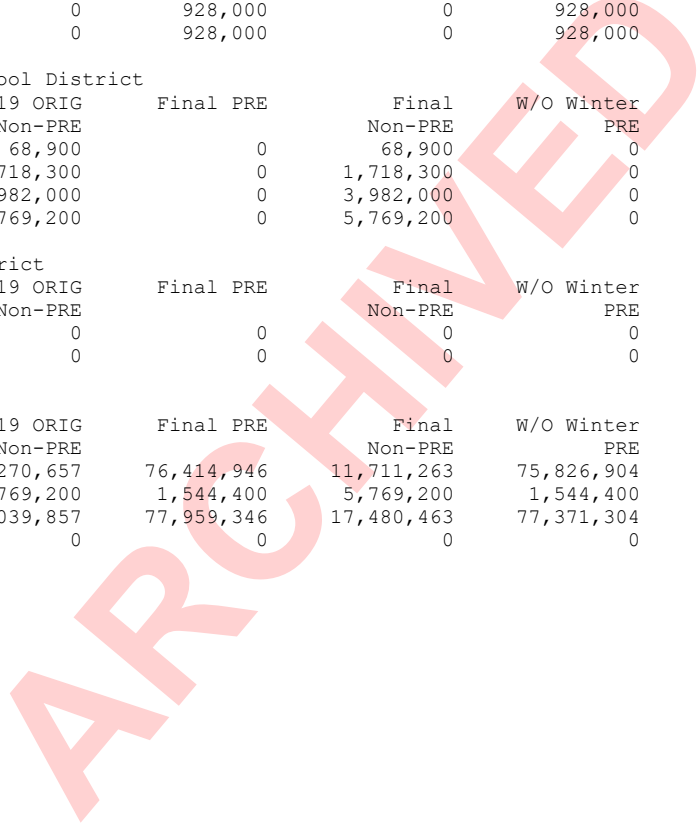 0 928,000 0 928,000
0 928,000 0 928,000
ool District
19 ORIG Final PRE Final W/O Winter
Non-PRE Non-PRE PRE
68,900 0 68,900 0
718,300 0 1,718,300 0
982,000 0 3,982,000 0
769,200 0 5,769,200 0
rict
19 ORIG Final PRE Final W/O Winter
Non-PRE Non-PRE PRE
0 0 0 0
0 0 0 0
19 ORIG Final PRE Final W/O Winter
Non-PRE Non-PRE PRE
270,657 76,414,946 11,711,263 75,826,904
769,200 1,544,400 5,769,200 1,544,400
039,857 77,959,346 17,480,463 77,371,304
0 0 0 0
ARCHIVED